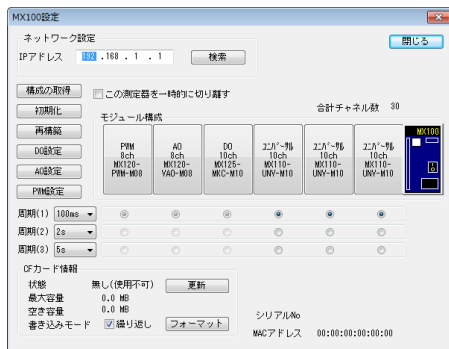 MX100設定
ネットワーク設定
IPアドレス 192 .168 . 1 . 1 検索 閉じる
構成の取得 この測定器を一時的に切り離す
初期化 合計チャネル数 30
再構築 モジュール構成
DO設定
AO設定
PWM設定
PWM
8ch
MX120-
PWM-M08
AO
8ch
MX120-
VAO-M08
DO
10ch
MX125-
MKC-M10
ユニバーサル
10ch
MX110-
UNV-M10
ユニバーサル
10ch
MX110-
UNV-M10
ユニバーサル
10ch
MX110-
UNV-M10
MX100
周期(1) 100ms
周期(2) 2s
周期(3) 5s
CFカード情報
状態 無し(使用不可) 更新
最大容量 0.0 MB
空き容量 0.0 MB
書き込みモード 繰り返し フォーマット
シリアルNo
MACアドレス 00:00:00:00:00:00